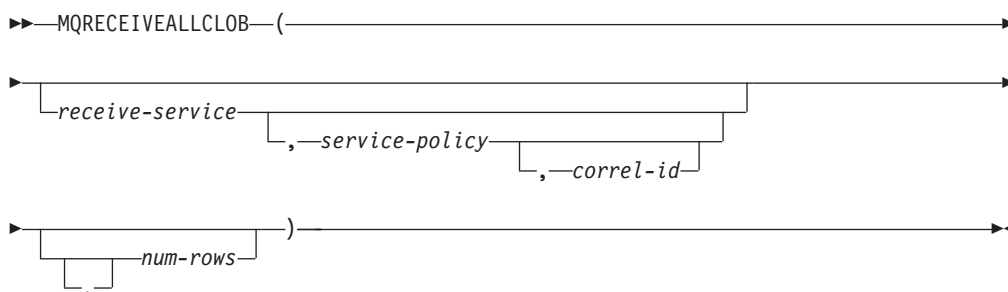 MQRECEIVEALLCLOB (
receive-service
, service-policy
, correl-id
)
num-rows
,